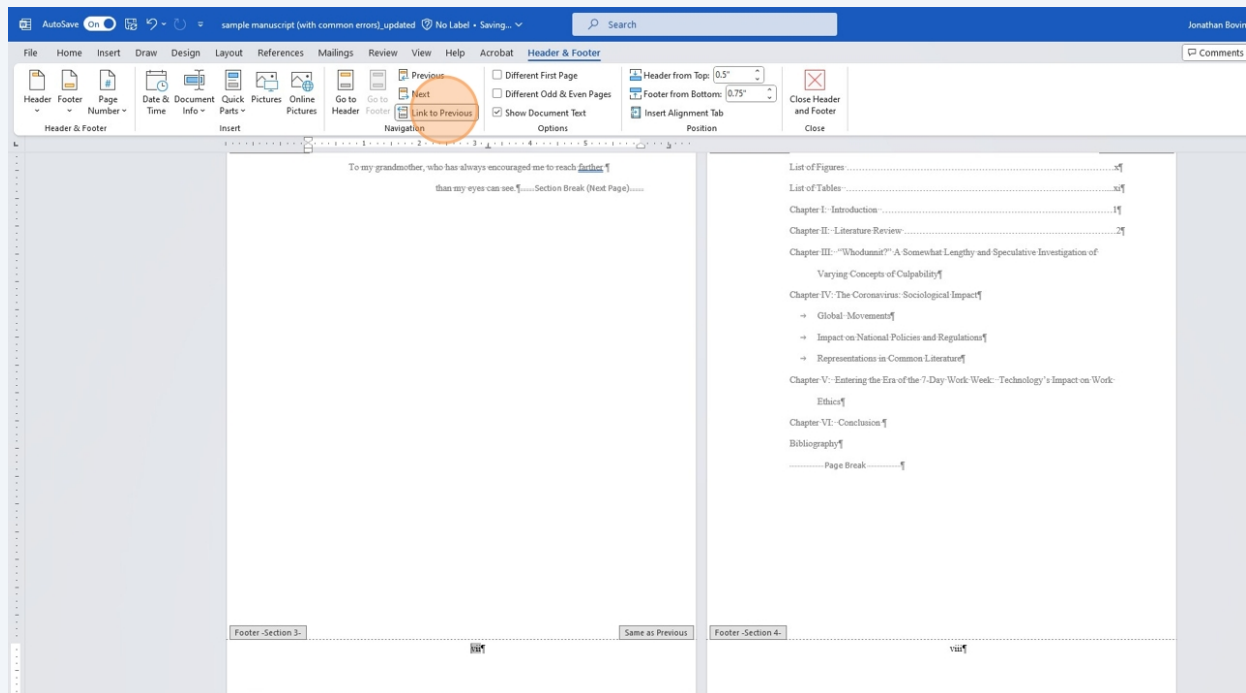 AutoSave On sample manuscript (with common errors)_updated No Label • Saving... Search Jonathan Bovin
File Home Insert Draw Design Layout References Mailings Review View Help Acrobat Header & Footer Comments
Header Footer Page Number Date & Time Document Info Quick Parts Pictures Online Pictures Go to Header Go to Footer Previous Next Link to Previous
Different First Page
Different Odd & Even Pages
Show Document Text
Header from Top: 0.5"
Footer from Bottom: 0.75"
Insert Alignment Tab
Close Header and Footer
Header & Footer Insert Navigation Options Position Close
1 2 3 4 5
To my grandmother, who has always encouraged me to reach farther ¶
than my eyes can see.¶......Section Break (Next Page)......
List of Figures ... x¶
List of Tables ... xi¶
Chapter I: Introduction ... 1¶
Chapter II: Literature Review ... 2¶
Chapter III: "Whodunnit?" A Somewhat Lengthy and Speculative Investigation of
Varying Concepts of Culpability¶
Chapter IV: The Coronavirus: Sociological Impact¶
→ Global Movements¶
→ Impact on National Policies and Regulations¶
→ Representations in Common Literature¶
Chapter V: Entering the Era of the 7-Day Work Week: Technology's Impact on Work
Ethics¶
Chapter VI: Conclusion ¶
Bibliography¶
Page Break ¶
Footer -Section 3- Same as Previous
vii¶
Footer -Section 4-
viii¶